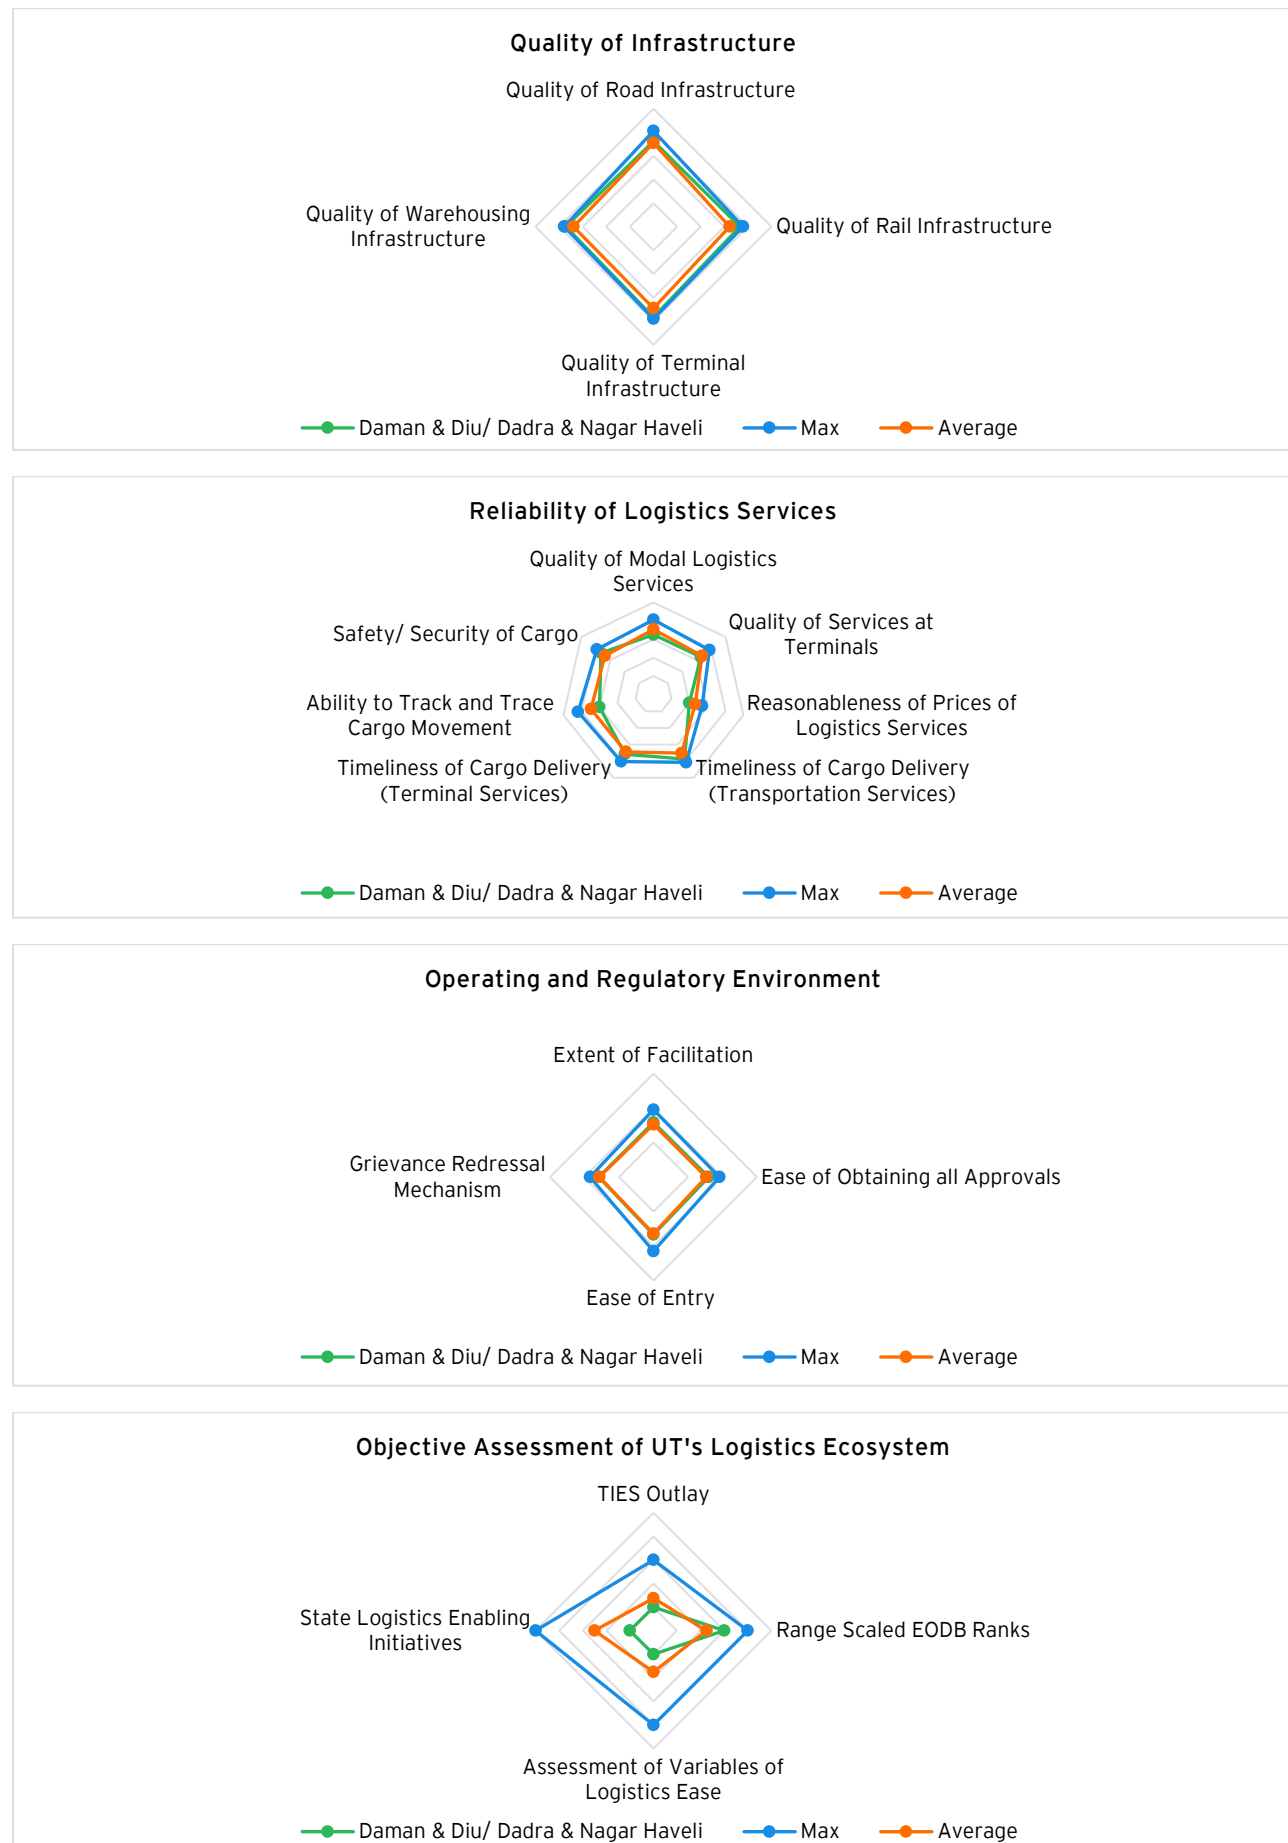 Quality of Infrastructure
Quality of Road Infrastructure
Quality of Warehousing
Infrastructure
Quality of Rail Infrastructure
Quality of Terminal
Infrastructure
Daman & Diu/ Dadra & Nagar Haveli Max Average
Reliability of Logistics Services
Quality of Modal Logistics
Services
Quality of Services at
Terminals
Safety/ Security of Cargo
Ability to Track and Trace
Cargo Movement
Reasonableness of Prices of
Logistics Services
Timeliness of Cargo Delivery
(Terminal Services)
Timeliness of Cargo Delivery
(Transportation Services)
Daman & Diu/ Dadra & Nagar Haveli Max Average
Operating and Regulatory Environment
Extent of Facilitation
Grievance Redressal
Mechanism
Ease of Obtaining all Approvals
Ease of Entry
Daman & Diu/ Dadra & Nagar Haveli Max Average
Objective Assessment of UT's Logistics Ecosystem
TIES Outlay
State Logistics Enabling
Initiatives
Range Scaled EODB Ranks
Assessment of Variables of
Logistics Ease
Daman & Diu/ Dadra & Nagar Haveli Max Average